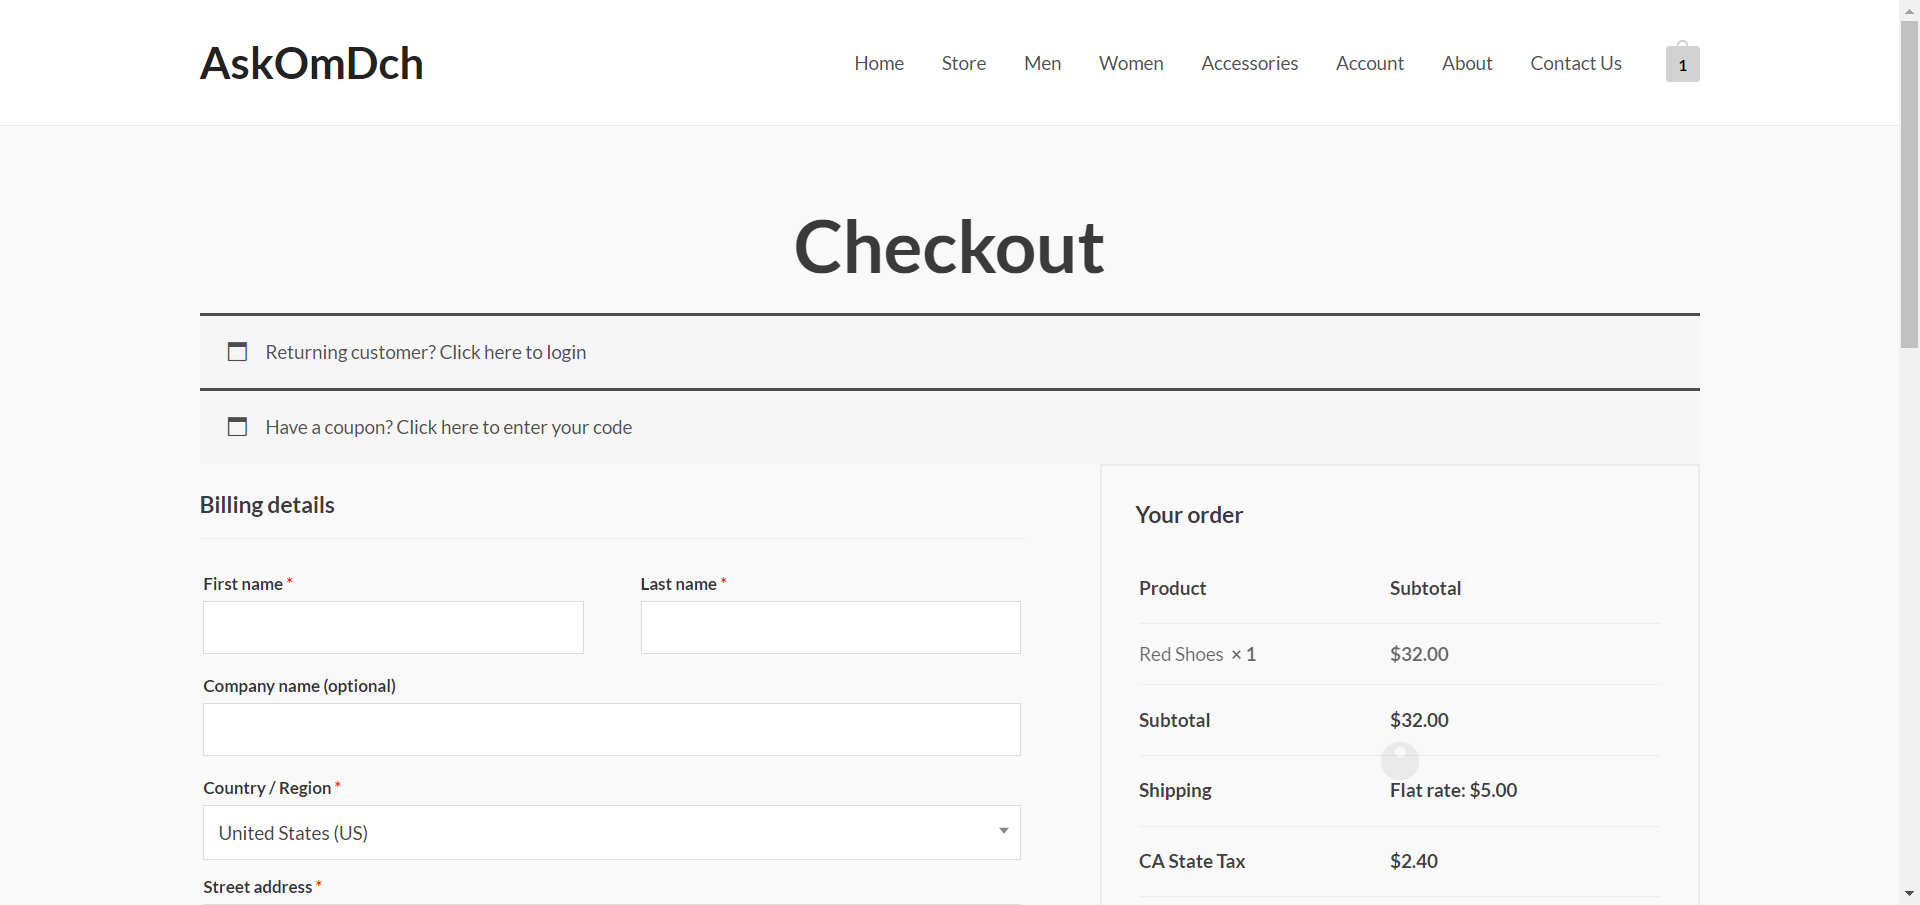 AskOmDch
Home Store Men Women Accessories Account About Contact Us 1
Checkout
Returning customer? Click here to login
Have a coupon? Click here to enter your code
Billing details
First name *
Last name *
Company name (optional)
Country / Region *
United States (US)
Street address *
Your order
Product Subtotal
Red Shoes × 1 $32.00
Subtotal $32.00
Shipping Flat rate: $5.00
CA State Tax $2.40